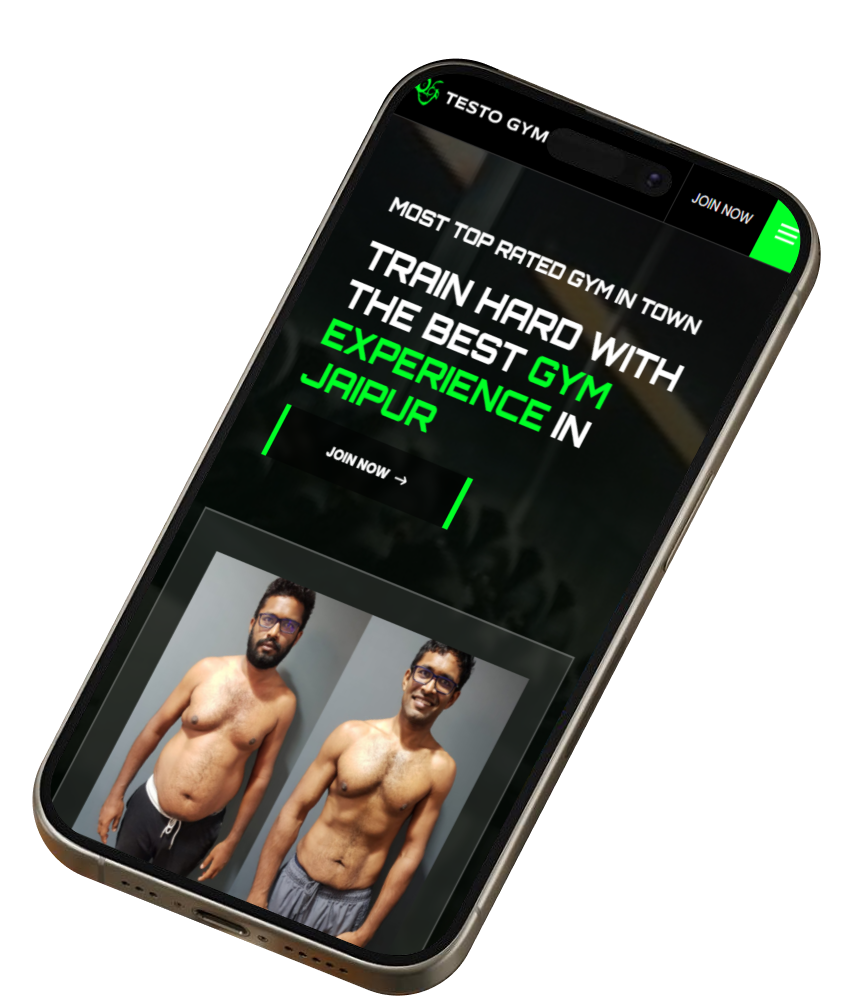 TESTO GYM
JOIN NOW
MOST TOP RATED GYM IN TOWN
TRAIN HARD WITH
THE BEST GYM
EXPERIENCE IN
JAIPUR
JOIN NOW →